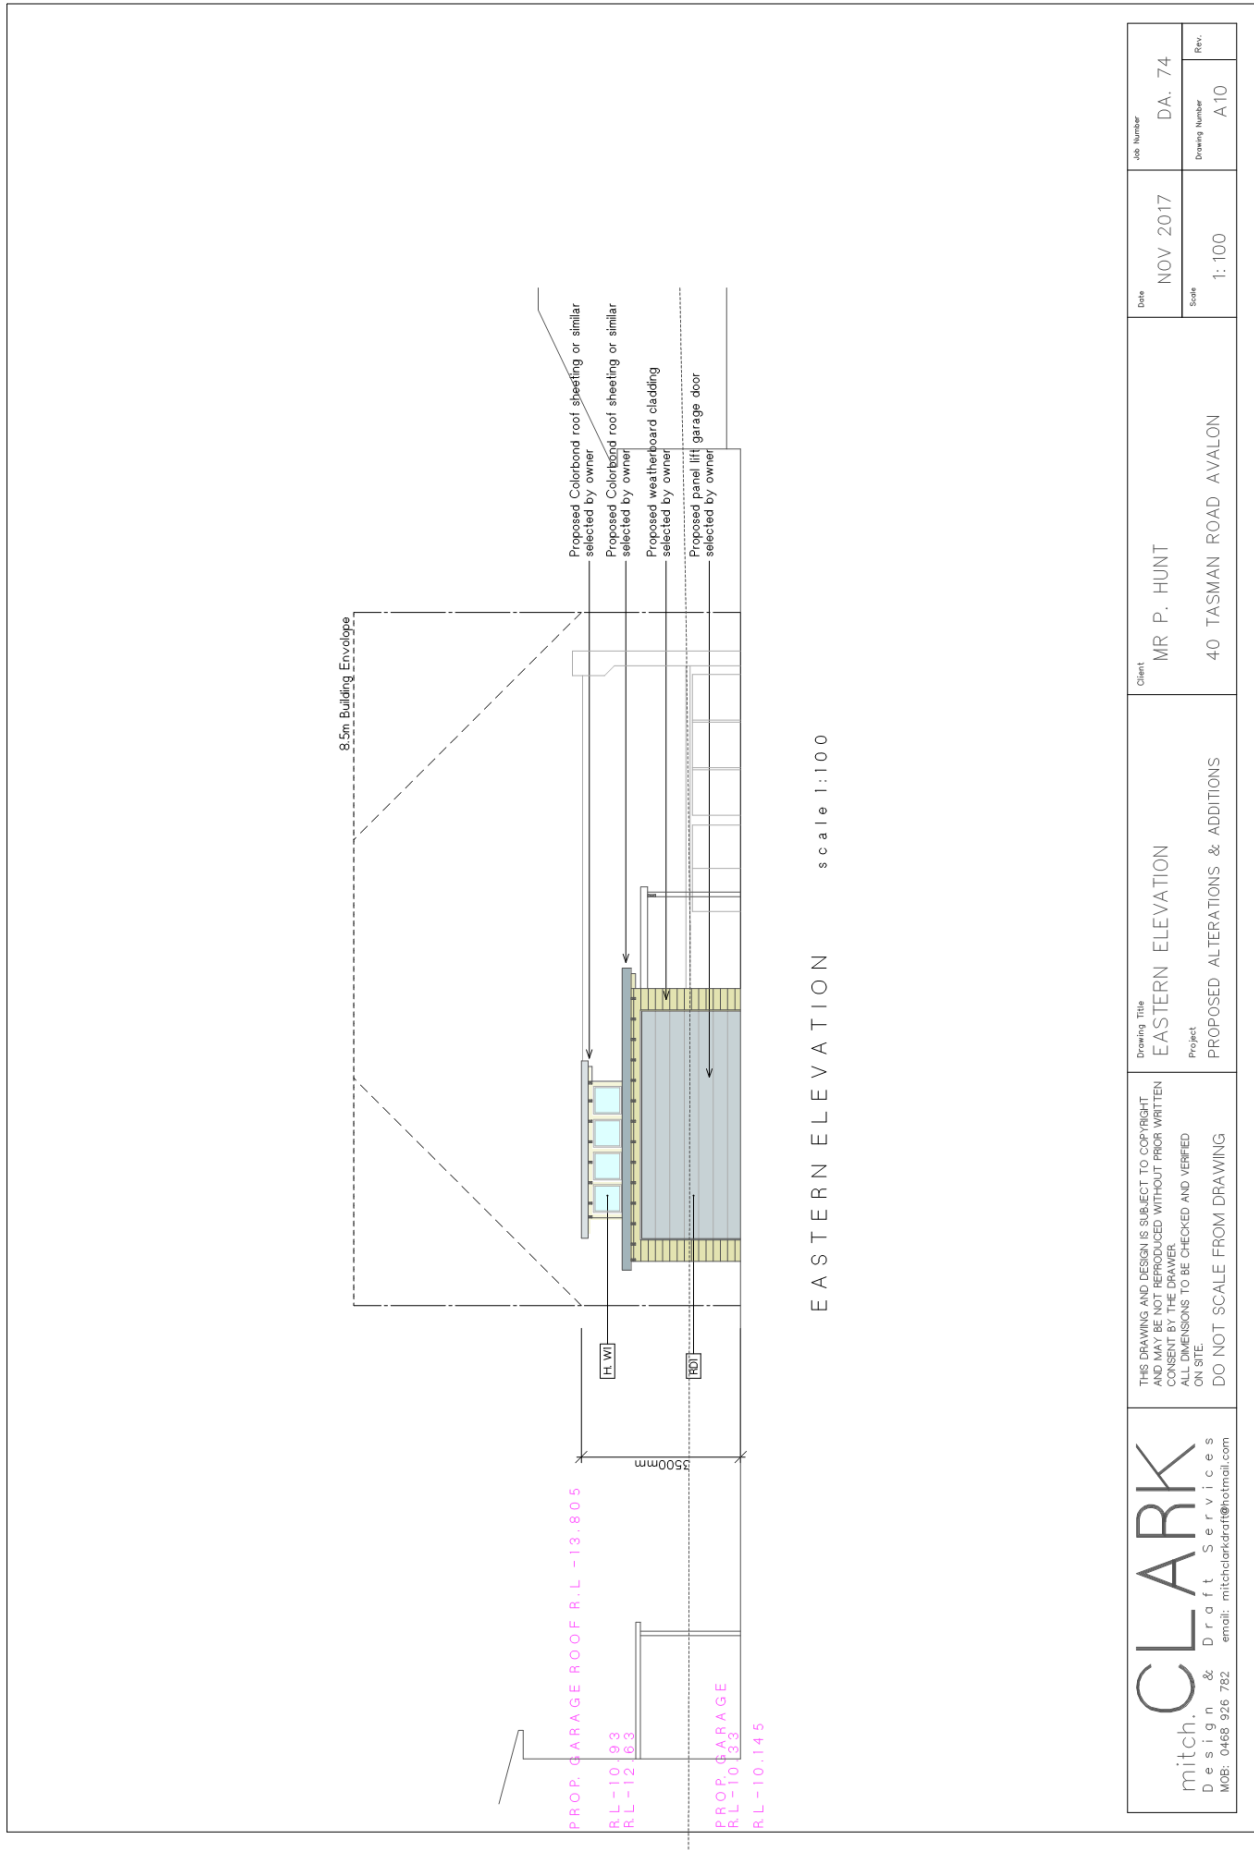 8.5m Building Envolope
Proposed Colorbond roof sheeting or similar
selected by owner
Proposed Colorbond roof sheeting or similar
selected by owner
Proposed weatherboard cladding
selected by owner
Proposed panel lift garage door
selected by owner
PROP. GARAGE ROOF R.L -13.805
R.L-10.93
R.L-12.63
PROP. GARAGE
R.L-10.33
R.L-10.145
3500mm
H. W1
RD1
EASTERN ELEVATION scale 1:100
mitch. CLARK
Design & Draft Services
MOB: 0468 926 782 email: mitchclarkdraft@hotmail.com
THIS DRAWING AND DESIGN IS SUBJECT TO COPYRIGHT
AND MAY BE NOT REPRODUCED WITHOUT PRIOR WRITTEN
CONSENT BY THE DRAWER.
ALL DIMENSIONS TO BE CHECKED AND VERIFIED
ON SITE.
DO NOT SCALE FROM DRAWING
Drawing Title
EASTERN ELEVATION
Project
PROPOSED ALTERATIONS & ADDITIONS
Client
MR P. HUNT
40 TASMAN ROAD AVALON
Date
NOV 2017
Scale
1: 100
Job Number
DA. 74
Drawing Number
A10
Rev.